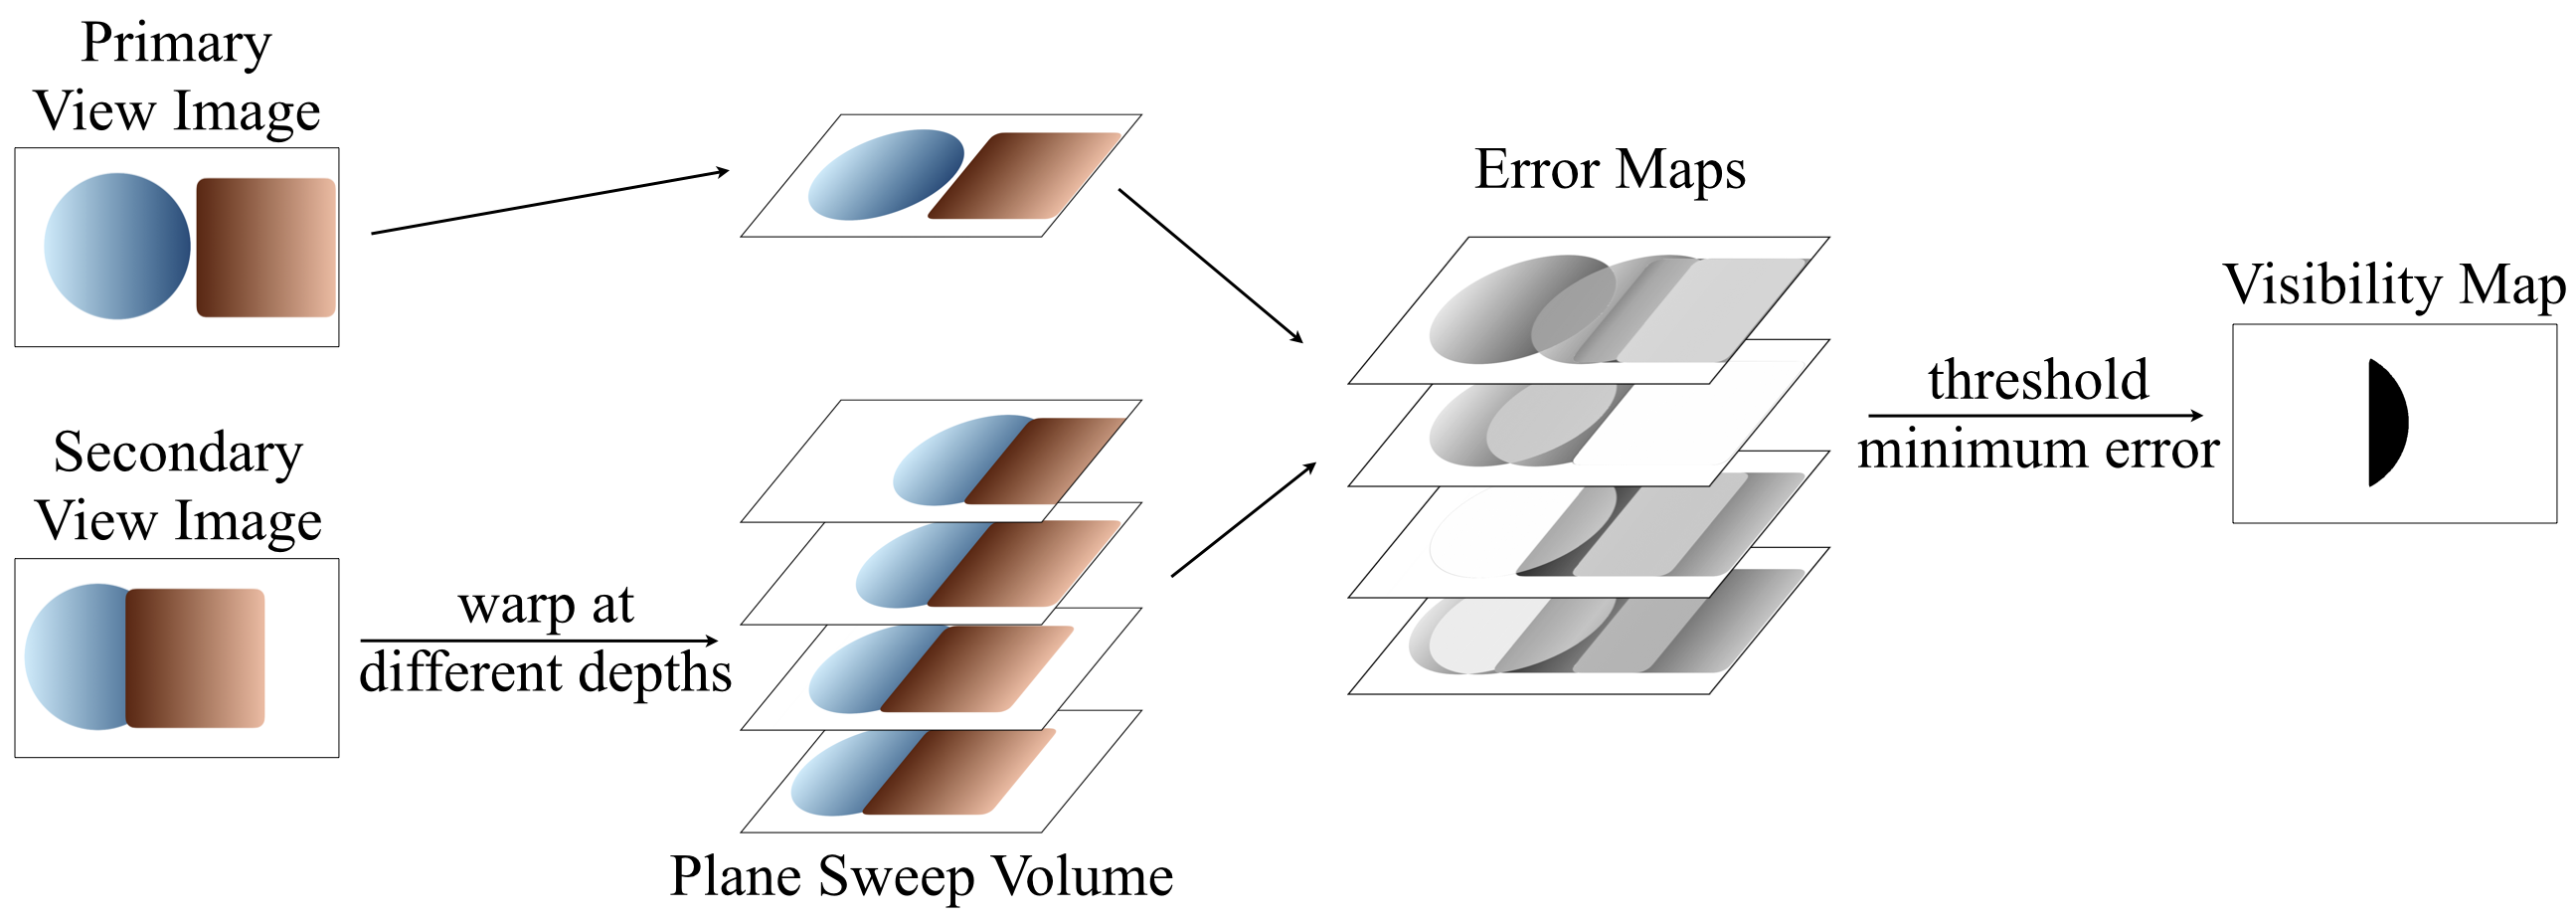 Primary
View Image
Secondary
View Image
warp at
different depths
Plane Sweep Volume
Error Maps
threshold
minimum error
Visibility Map